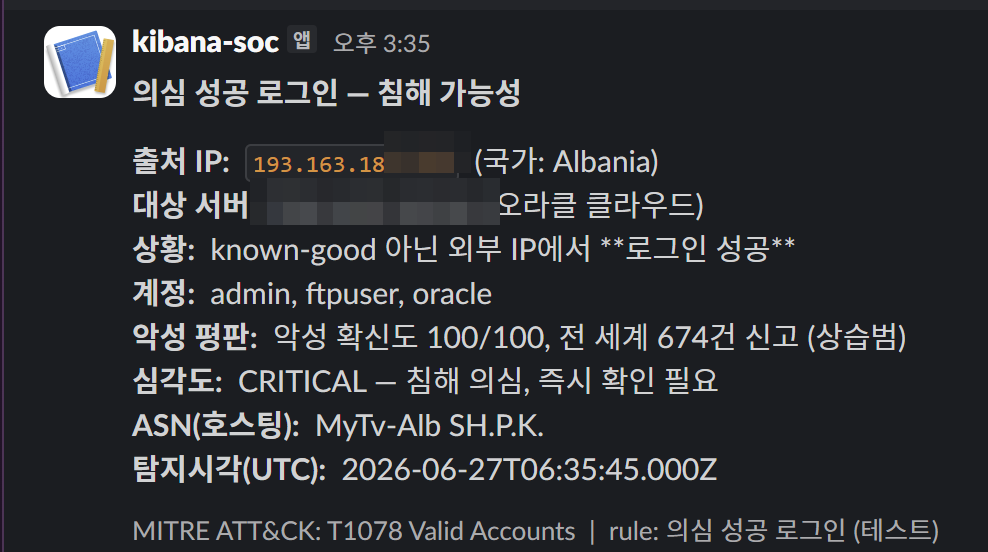 kibana-soc 앱 오후 3:35
의심 성공 로그인 — 침해 가능성
출처 IP: 193.163.18 (국가: Albania)
대상 서버 오라클 클라우드)
상황: known-good 아닌 외부 IP에서 **로그인 성공**
계정: admin, ftpuser, oracle
악성 평판: 악성 확신도 100/100, 전 세계 674건 신고 (상습범)
심각도: CRITICAL — 침해 의심, 즉시 확인 필요
ASN(호스팅): MyTv-Alb SH.P.K.
탐지시각(UTC): 2026-06-27T06:35:45.000Z
MITRE ATT&CK: T1078 Valid Accounts | rule: 의심 성공 로그인 (테스트)